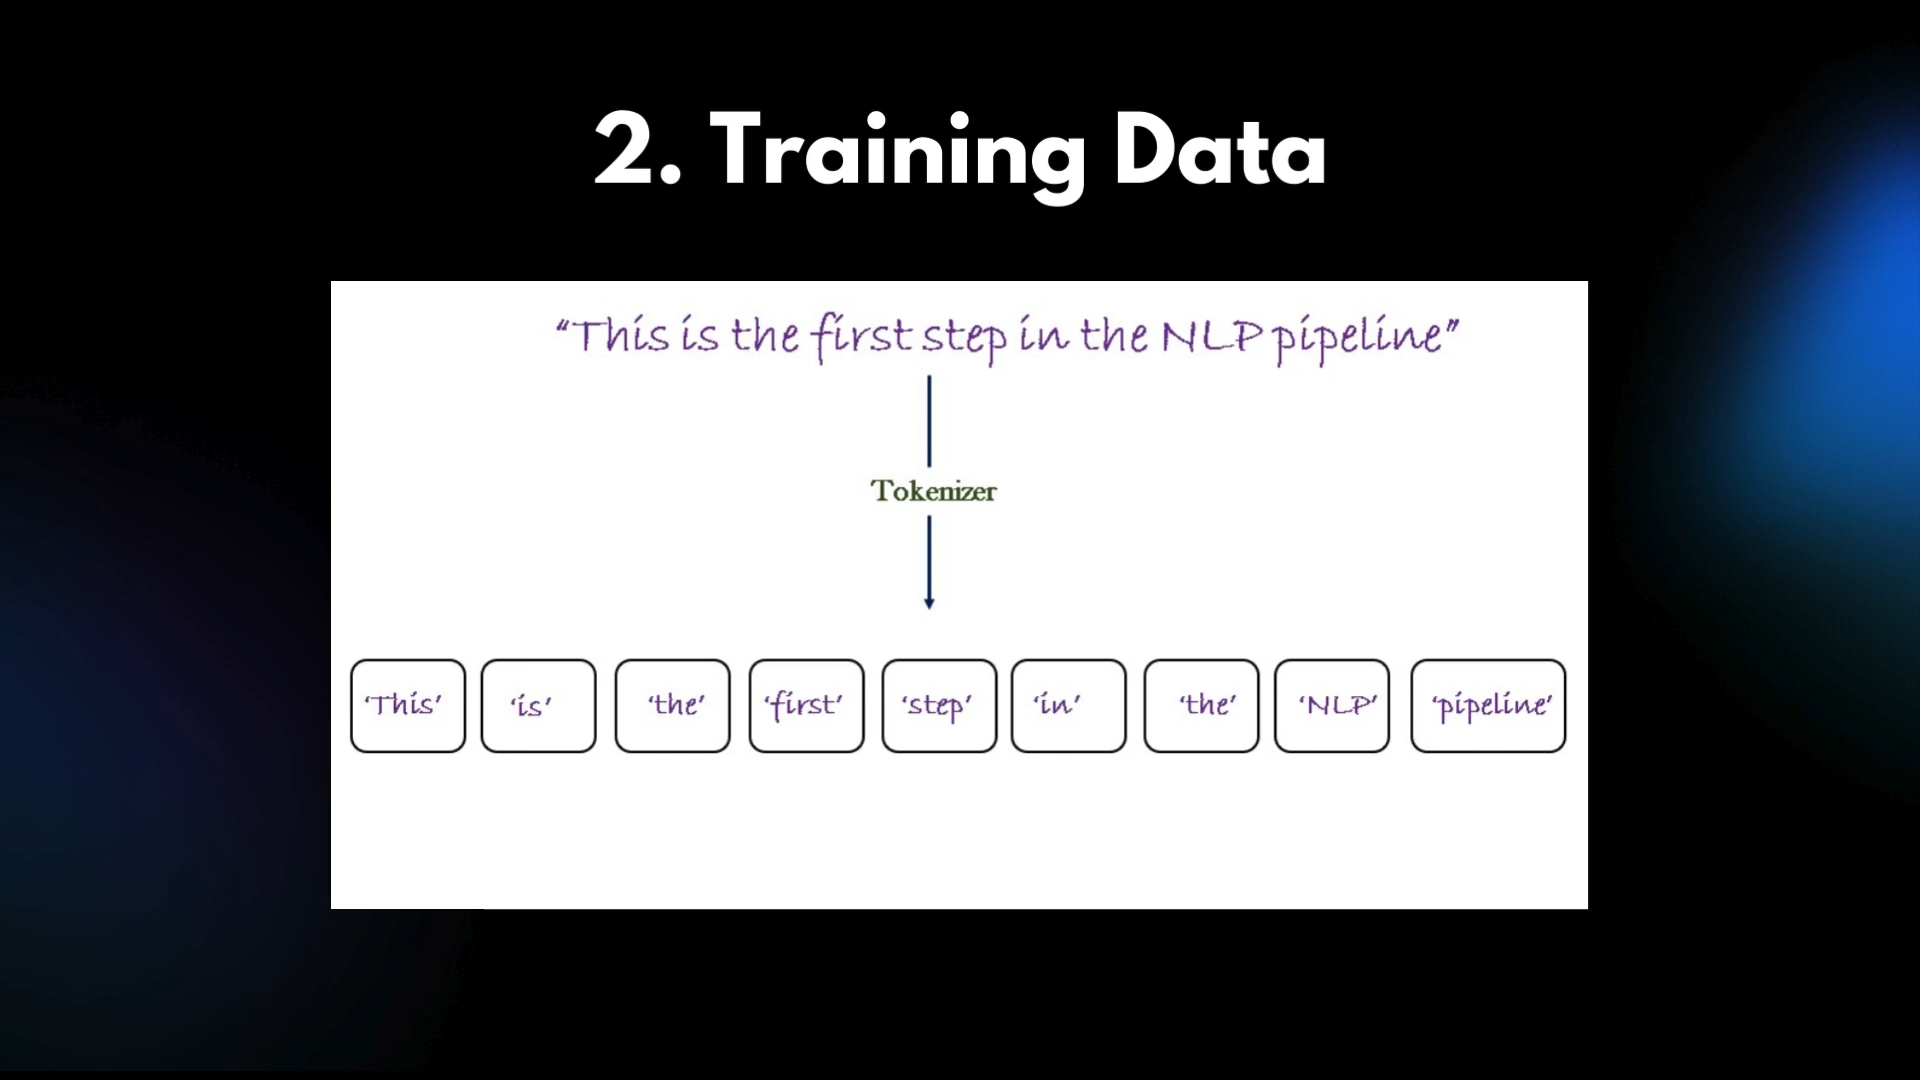 2. Training Data
“This is the first step in the NLP pipeline”
Tokenizer
‘This’ ‘is’ ‘the’ ‘first’ ‘step’ ‘in’ ‘the’ ‘NLP’ ‘pipeline’